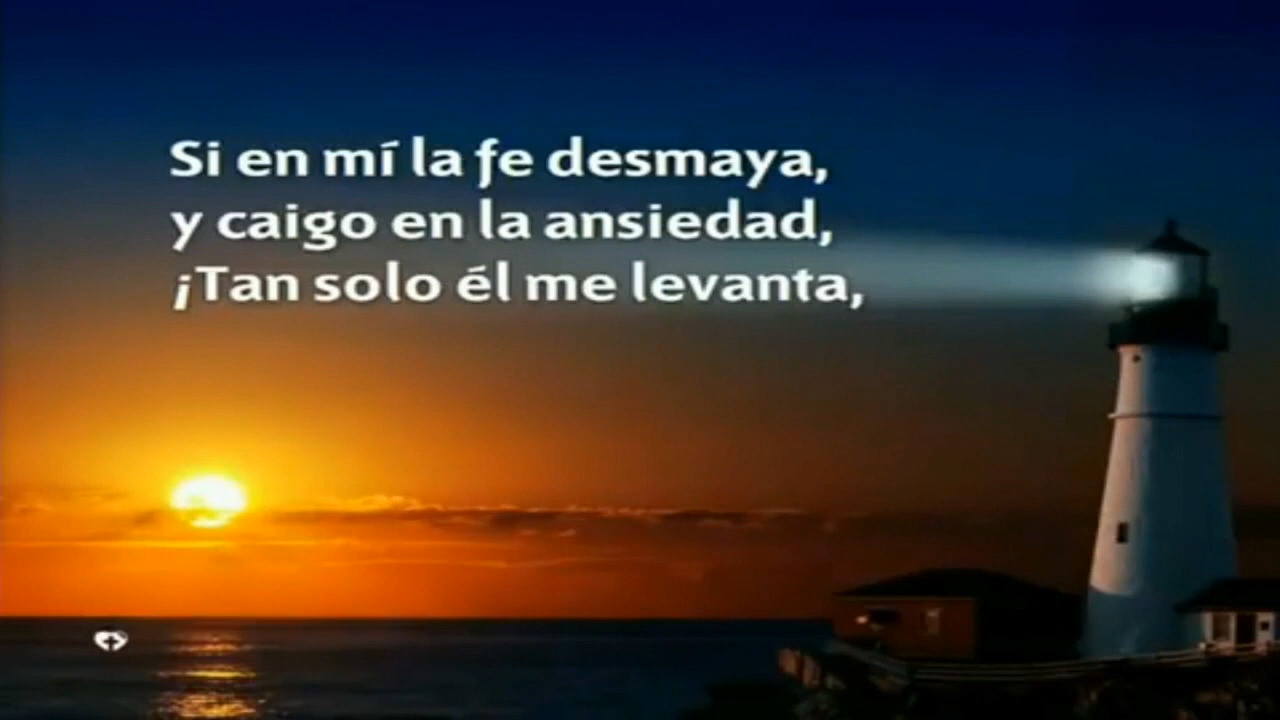 Si en mí la fe desmaya,
y caigo en la ansiedad,
¡Tan solo él me levanta,